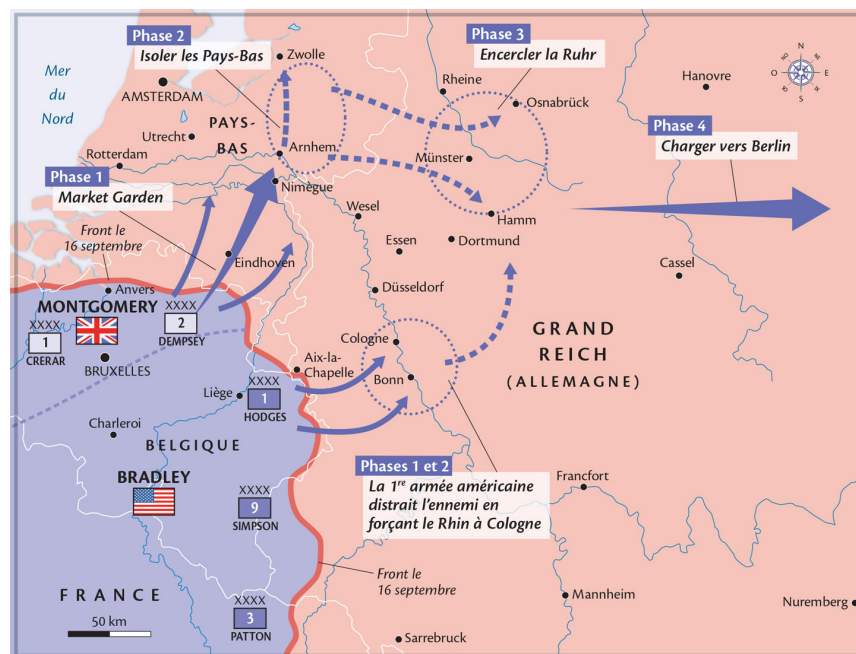 Phase 2
Isoler les Pays-Bas
Phase 3
Encercler la Ruhr
Mer
du
Nord
Zwolle
AMSTERDAM
PAYS-
BAS
Utrecht
Rotterdam
Arnhem
Nimègue
Phase 1
Market Garden
Front le
16 septembre
Eindhoven
Anvers
Rheine
Osnabrück
Hanovre
N
O
E
S
Münster
Phase 4
Charger vers Berlin
Wesel
Hamm
Essen
Dortmund
Cassel
Düsseldorf
MONTGOMERY
XXXX
1
CRERAR
XXXX
2
DEMPSEY
BRUXELLES
Cologne
Aix-la-
Chapelle
Bonn
GRAND
REICH
(ALLEMAGNE)
Liège
XXXX
1
HODGES
Charleroi
BELGIQUE
BRADLEY
XXXX
9
SIMPSON
Phases 1 et 2
La 1re armée américaine
distrait l'ennemi en
forçant le Rhin à Cologne
Francfort
Front le
16 septembre
FRANCE
50 km
XXXX
3
PATTON
Mannheim
Nuremberg
Sarrebruck